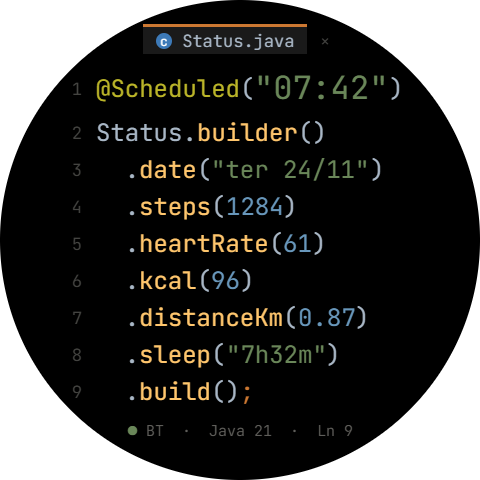 C Status.java ×
1 @Scheduled("07:42")
2 Status.builder()
3 .date("ter 24/11")
4 .steps(1284)
5 .heartRate(61)
6 .kcal(96)
7 .distanceKm(0.87)
8 .sleep("7h32m")
9 .build();
BT · Java 21 · Ln 9